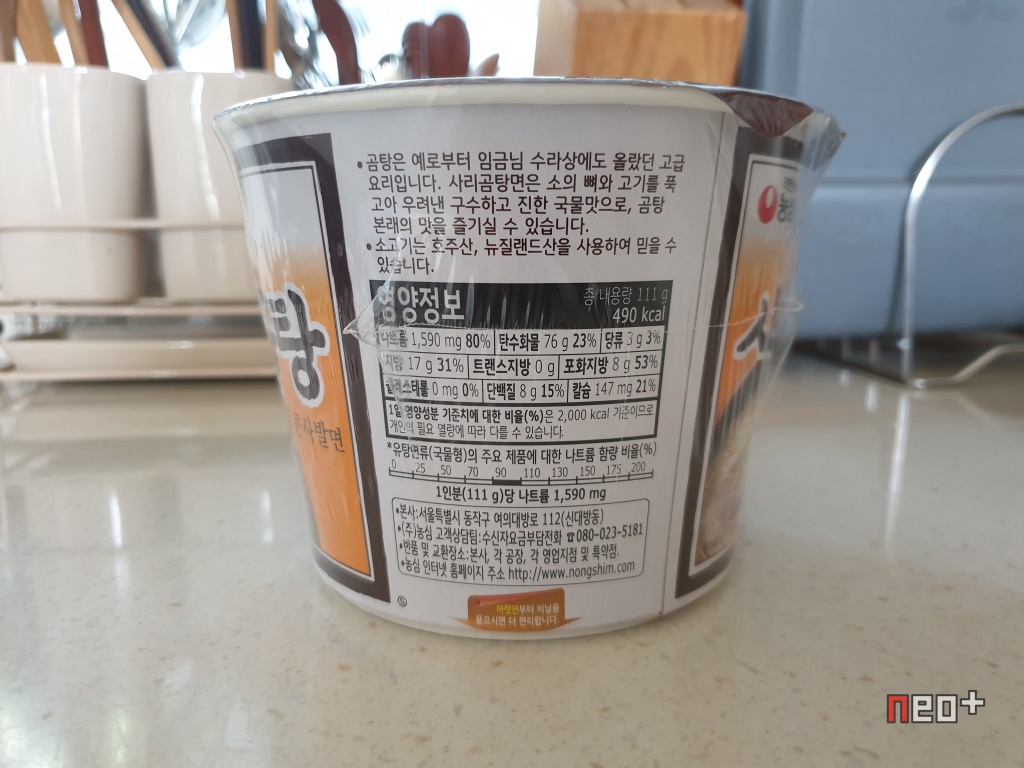 • 곰탕은 예로부터 임금님 수라상에도 올랐던 고급
요리입니다. 사리곰탕면은 소의 뼈와 고기를 푹
고아 우려낸 구수하고 진한 국물맛으로, 곰탕
본래의 맛을 즐기실 수 있습니다.
• 소고기는 호주산, 뉴질랜드산을 사용하여 믿을 수
있습니다.
영양정보
총 내용량 111 g
490 kcal
나트륨 1,590 mg 80% 탄수화물 76 g 23% 당류 3 g 3%
지방 17 g 31% 트랜스지방 0 g 포화지방 8 g 53%
콜레스테롤 0 mg 0% 단백질 8 g 15% 칼슘 147 mg 21%
1일 영양성분 기준치에 대한 비율(%)은 2,000 kcal 기준이므로
개인의 필요 열량에 따라 다를 수 있습니다.
*유탕면류(국물형)의 주요 제품에 대한 나트륨 함량 비율(%)
0 25 50 70 90 110 130 150 175 200
1인분(111 g)당 나트륨 1,590 mg
•본사:서울특별시 동작구 여의대방로 112(신대방동)
•(주)농심 고객상담팀:수신자요금부담전화 ☎080-023-5181
•반품 및 교환장소:본사, 각 공장, 각 영업지점 및 특약점.
•농심 인터넷 홈페이지 주소 http://www.nongshim.com
아랫면부터 비닐을
뜯으시면 더 편리합니다.
탕
큰사발면
neo+